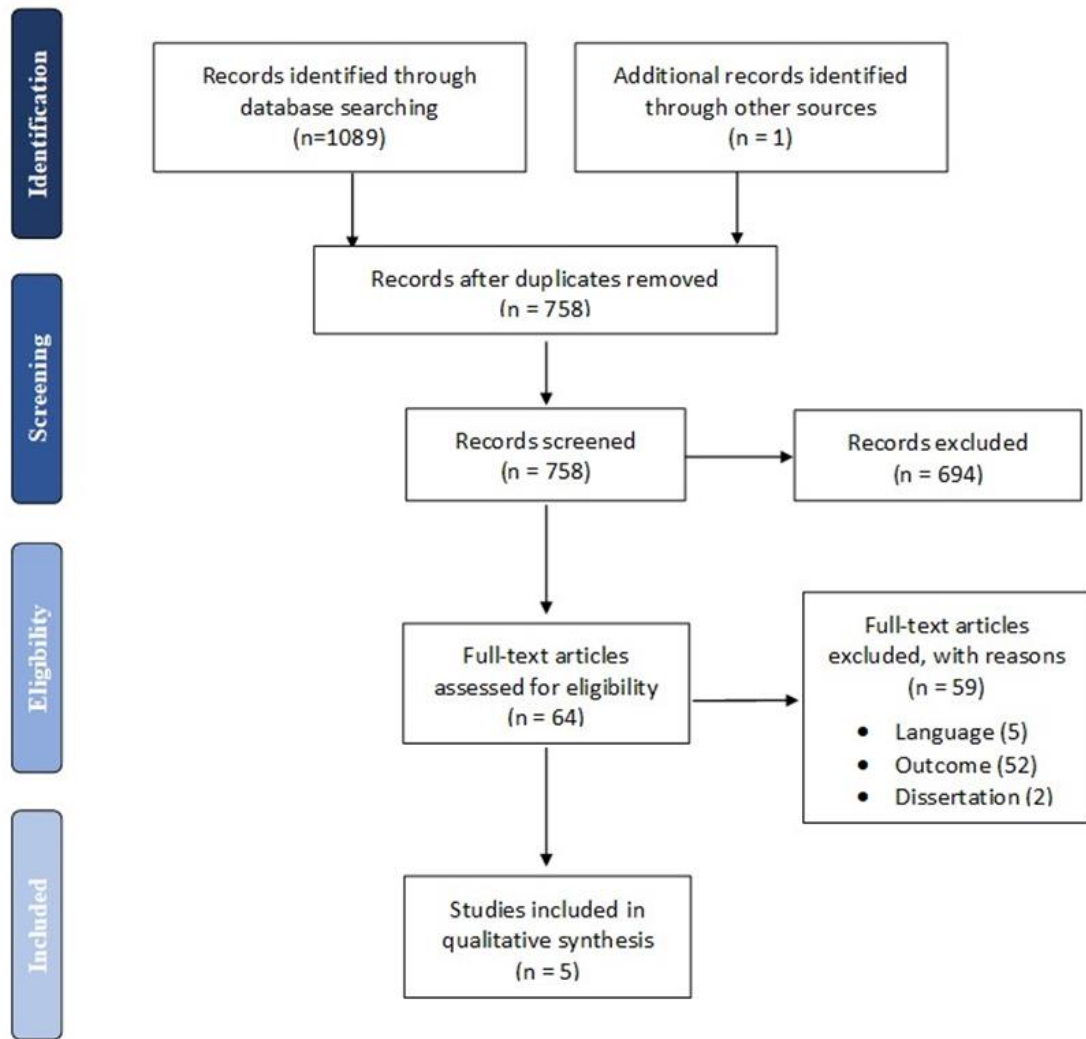 Identification
Records identified through
database searching
(n=1089)
Additional records identified
through other sources
(n = 1)
Screening
Records after duplicates removed
(n = 758)
Records screened
(n = 758)
Records excluded
(n = 694)
Eligibility
Full-text articles
assessed for eligibility
(n = 64)
Full-text articles
excluded, with reasons
(n = 59)
• Language (5)
• Outcome (52)
• Dissertation (2)
Included
Studies included in
qualitative synthesis
(n = 5)